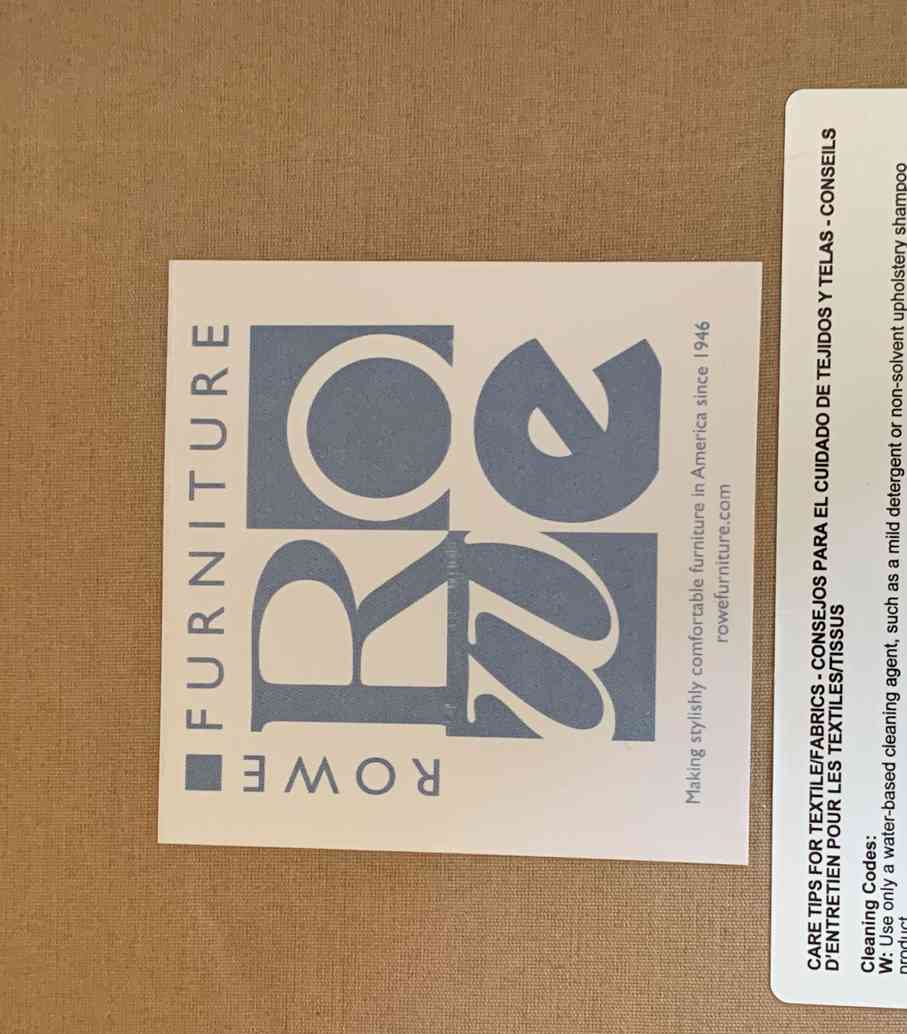 ROWE
FURNITURE
Rowe
Making stylishly comfortable furniture in America since 1946
rowefurniture.com
CARE TIPS FOR TEXTILE/FABRICS - CONSEJOS PARA EL CUIDADO DE TEJIDOS Y TELAS - CONSEILS
D'ENTRETIEN POUR LES TEXTILES/TISSUS
Cleaning Codes:
W: Use only a water-based cleaning agent, such as a mild detergent or non-solvent upholstery shampoo
product